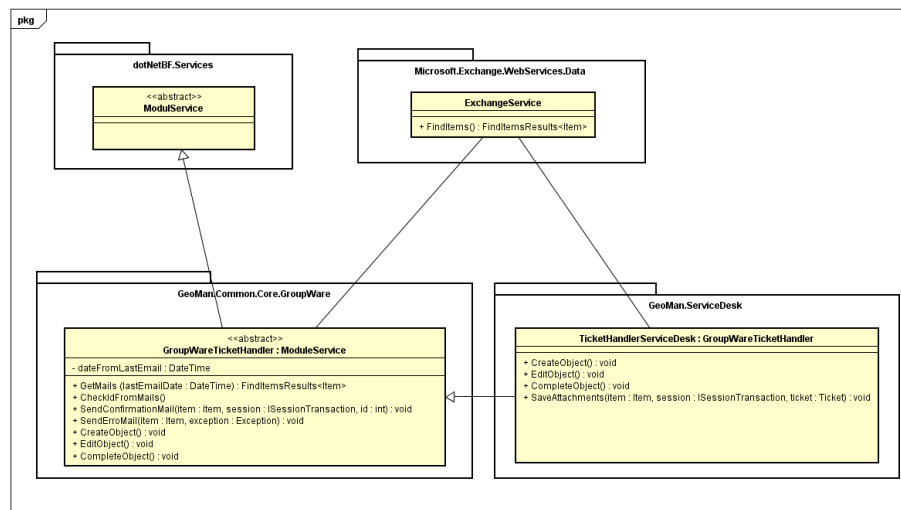 pkg
dotNetBF.Services
<<abstract>>
ModulService
Microsoft.Exchange.WebServices.Data
ExchangeService
+ FindItems() : FindItemsResults<Item>
GeoMan.Common.Core.GroupWare
<<abstract>>
GroupWareTicketHandler : ModuleService
- dateFromLastEmail : DateTime
+ GetMails (lastEmailDate : DateTime) : FindItemsResults<Item>
+ CheckIdFromMails()
+ SendConfirmationMail(item : Item, session : ISessionTransaction, id : int) : void
+ SendErroMail(item : Item, exception : Exception) : void
+ CreateObject() : void
+ EditObject() : void
+ CompleteObject() : void
GeoMan.ServiceDesk
TicketHandlerServiceDesk : GroupWareTicketHandler
+ CreateObject() : void
+ EditObject() : void
+ CompleteObject() : void
+ SaveAttachments(item : Item, session : ISessionTransaction, ticket : Ticket) : void